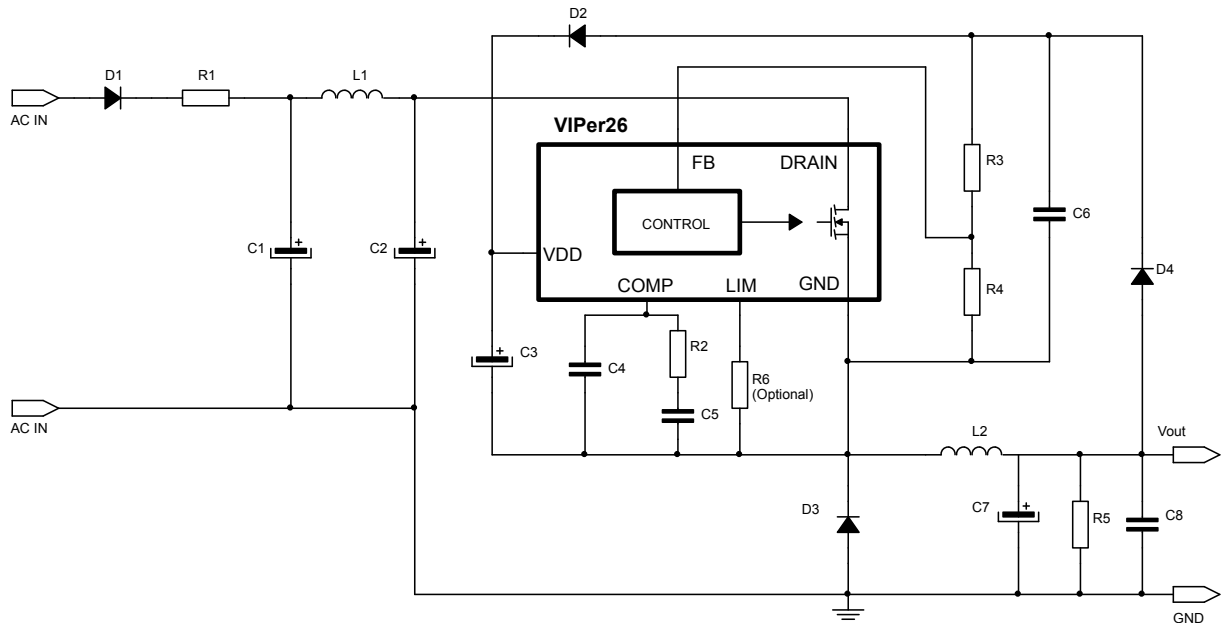 D2
D1
R1
L1
AC IN
VIPer26
FB
DRAIN
R3
CONTROL
C6
C1
+
C2
+
VDD
D4
COMP
LIM
GND
R4
+
C3
C4
R2
R6
(Optional)
C5
AC IN
L2
Vout
D3
C7
+
R5
C8
GND